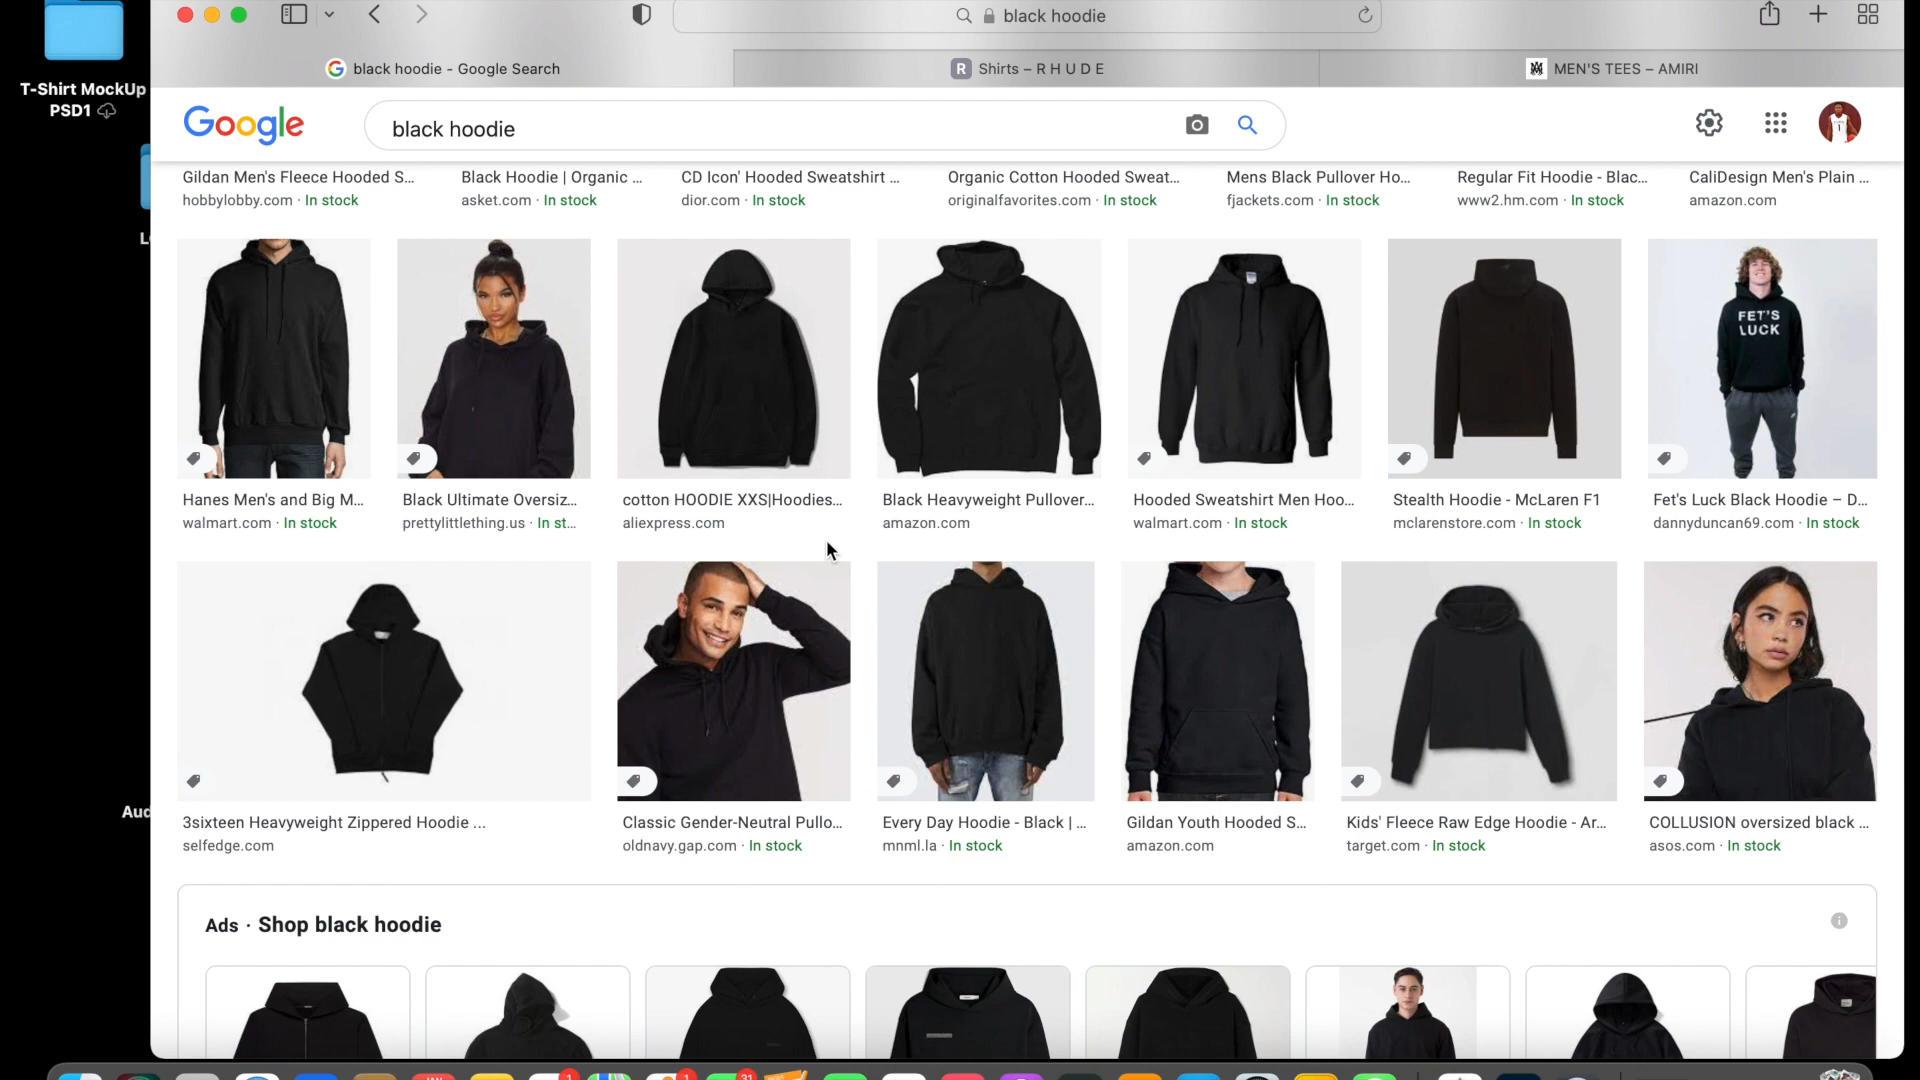 T-Shirt MockUp
PSD1
black hoodie
black hoodie - Google Search
R Shirts – R H U D E
MEN'S TEES – AMIRI
Google
black hoodie
Gildan Men's Fleece Hooded S...
hobbylobby.com · In stock
Black Hoodie | Organic ...
asket.com · In stock
CD Icon' Hooded Sweatshirt ...
dior.com · In stock
Organic Cotton Hooded Sweat...
originalfavorites.com · In stock
Mens Black Pullover Ho...
fjackets.com · In stock
Regular Fit Hoodie - Blac...
www2.hm.com · In stock
CaliDesign Men's Plain ...
amazon.com
FET'S
LUCK
Hanes Men's and Big M...
walmart.com · In stock
Black Ultimate Oversiz...
prettylittlething.us · In st...
cotton HOODIE XXS|Hoodies...
aliexpress.com
Black Heavyweight Pullover...
amazon.com
Hooded Sweatshirt Men Hoo...
walmart.com · In stock
Stealth Hoodie - McLaren F1
mclarenstore.com · In stock
Fet's Luck Black Hoodie – D...
dannyduncan69.com · In stock
Aud
3sixteen Heavyweight Zippered Hoodie ...
selfedge.com
Classic Gender-Neutral Pullo...
oldnavy.gap.com · In stock
Every Day Hoodie - Black | ...
mnml.la · In stock
Gildan Youth Hooded S...
amazon.com
Kids' Fleece Raw Edge Hoodie - Ar...
target.com · In stock
COLLUSION oversized black ...
asos.com · In stock
Ads · Shop black hoodie
1
1
31